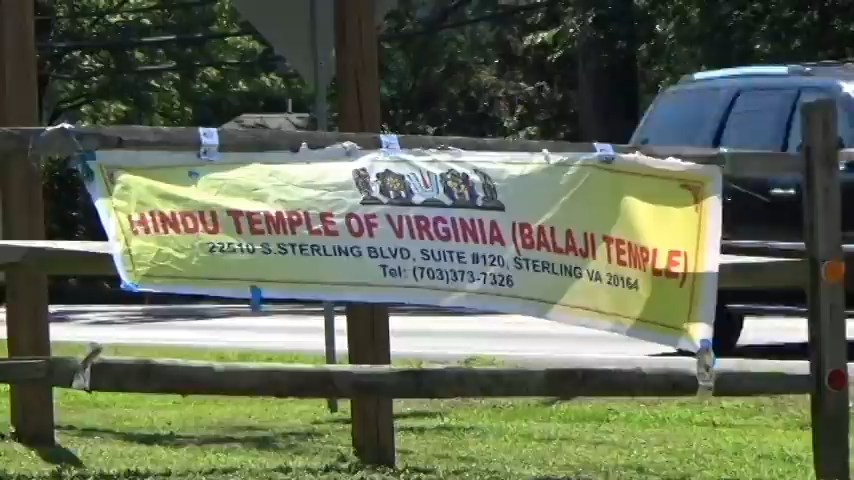 HINDU TEMPLE OF VIRGINIA (BALAJI TEMPLE)
22510 S.STERLING BLVD, SUITE #120, STERLING VA 20164
Tel: (703)373-7326